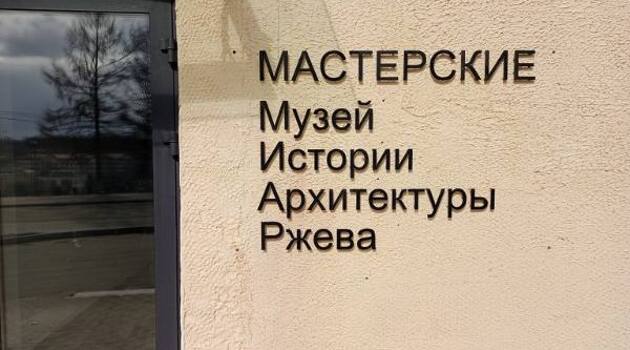 МАСТЕРСКИЕ
Музей
Истории
Архитектуры
Ржева